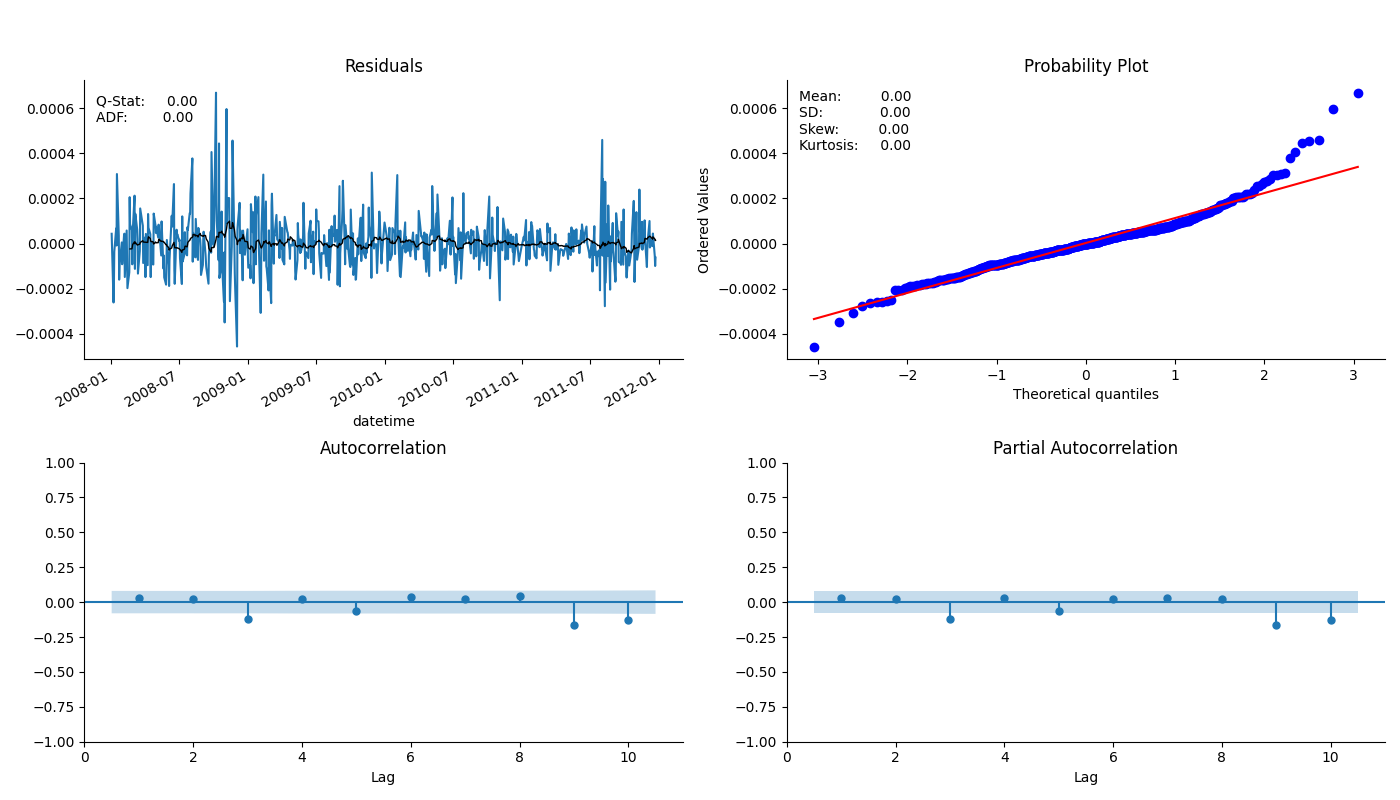 Residuals
Q-Stat: 0.00
ADF: 0.00
0.0006
0.0004
0.0002
0.0000
−0.0002
−0.0004
2008-01
2008-07
2009-01
2009-07
2010-01
2010-07
2011-01
2011-07
2012-01
datetime
Probability Plot
Mean: 0.00
SD: 0.00
Skew: 0.00
Kurtosis: 0.00
Ordered Values
0.0006
0.0004
0.0002
0.0000
−0.0002
−0.0004
−3 −2 −1 0 1 2 3
Theoretical quantiles
Autocorrelation
1.00
0.75
0.50
0.25
0.00
−0.25
−0.50
−0.75
−1.00
0 2 4 6 8 10
Lag
Partial Autocorrelation
1.00
0.75
0.50
0.25
0.00
−0.25
−0.50
−0.75
−1.00
0 2 4 6 8 10
Lag